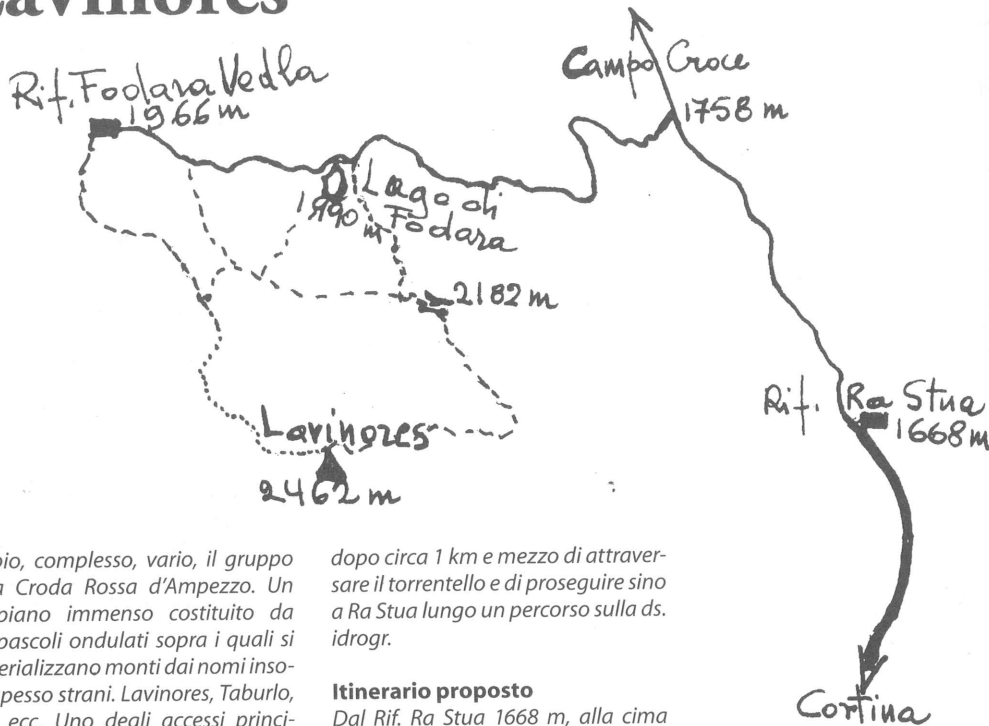 Lavinores
Rif. Fodara Vedla
1966 m
Campo Croce
1758 m
Lago di
Fodara
1990 m
2182 m
Lavinores
2462 m
Rif. Ra Stua
1668 m
Cortina
pio, complesso, vario, il gruppo
a Croda Rossa d'Ampezzo. Un
piano immenso costituito da
pascoli ondulati sopra i quali si
erializzano monti dai nomi inso-
pesso strani. Lavinores, Taburlo,
ecc. Uno degli accessi princi-
dopo circa 1 km e mezzo di attraver-
sare il torrentello e di proseguire sino
a Ra Stua lungo un percorso sulla ds.
idrogr.
Itinerario proposto
Dal Rif. Ra Stua 1668 m, alla cima